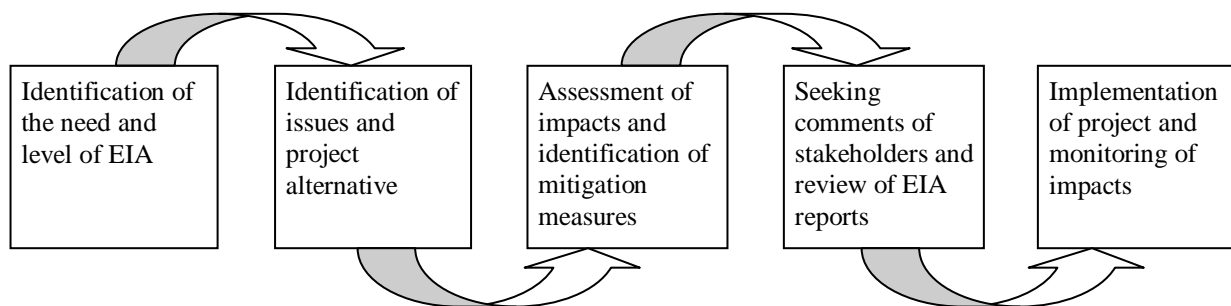 Identification of
the need and
level of EIA
Identification of
issues and
project
alternative
Assessment of
impacts and
identification of
mitigation
measures
Seeking
comments of
stakeholders and
review of EIA
reports
Implementation
of project and
monitoring of
impacts